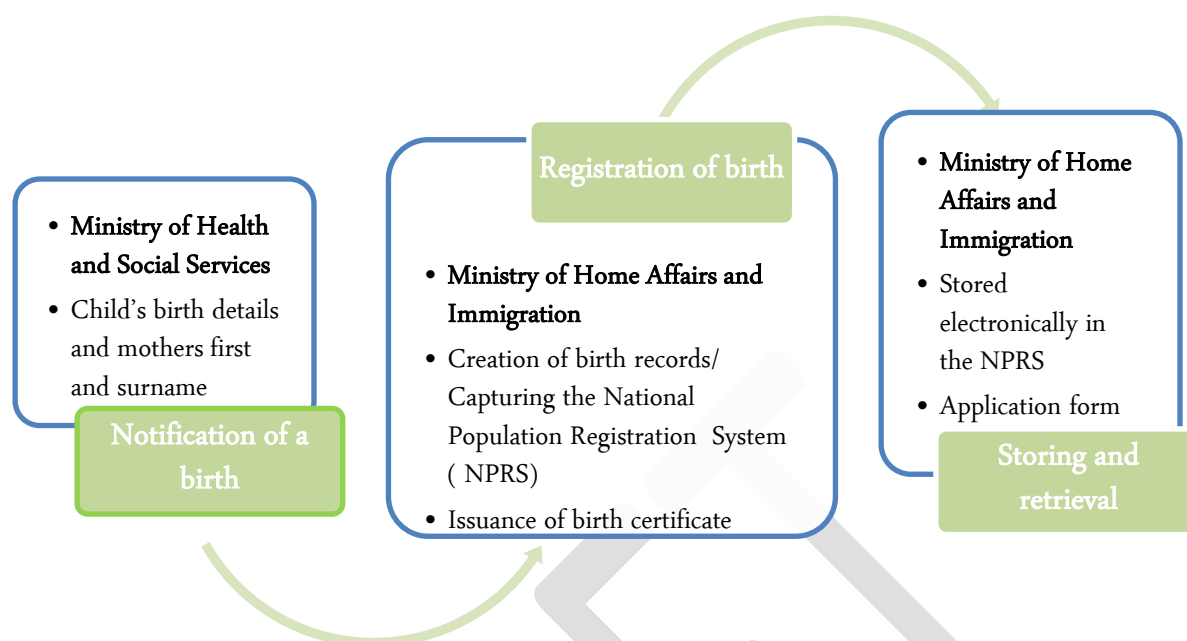 • Ministry of Health
and Social Services
• Child's birth details
and mothers first
and surname
Notification of a
birth
Registration of birth
• Ministry of Home Affairs and
Immigration
• Creation of birth records/
Capturing the National
Population Registration System
( NPRS)
• Issuance of birth certificate
• Ministry of Home
Affairs and
Immigration
• Stored
electronically in
the NPRS
• Application form
Storing and
retrieval